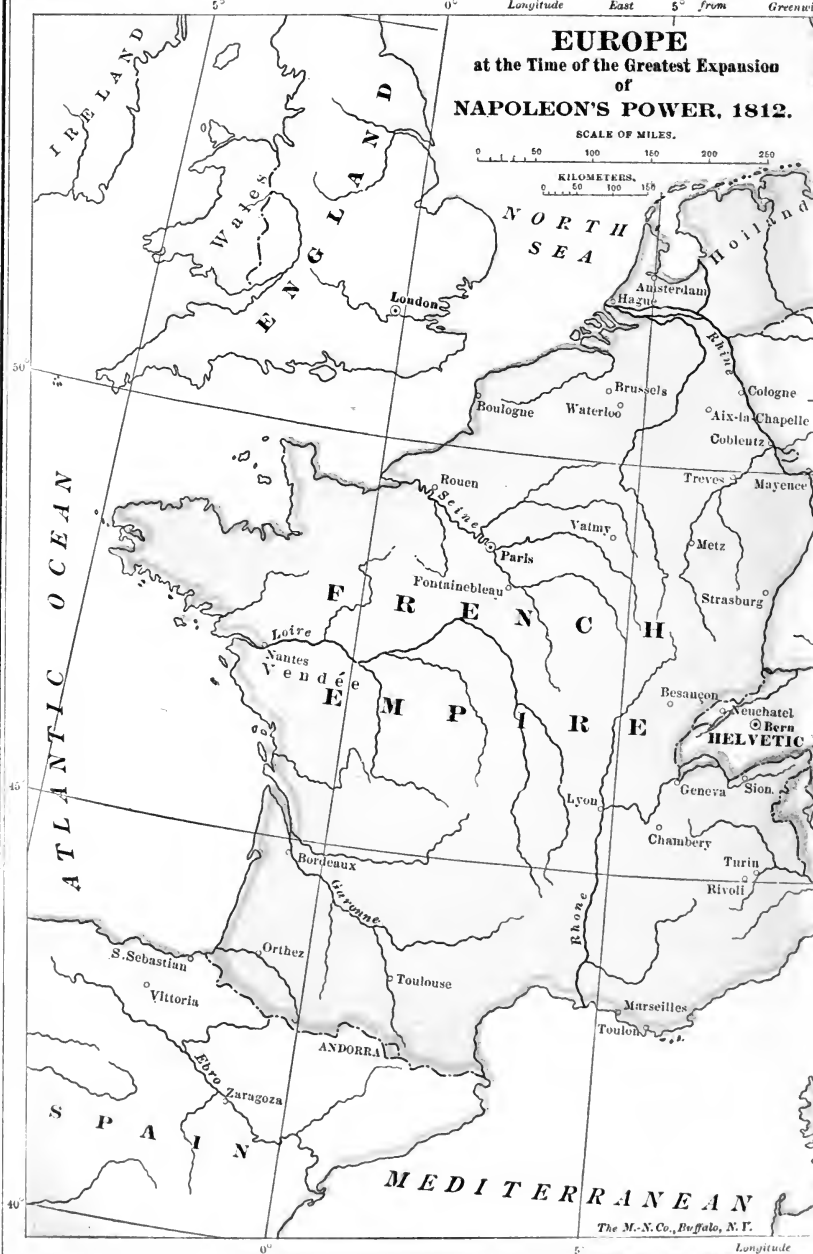 5° 0° Longitude East 5° from Greenwi
EUROPE
at the Time of the Greatest Expansion
of
NAPOLEON'S POWER, 1812.
SCALE OF MILES.
0 50 100 150 200 250
KILOMETERS.
0 50 100 150
IRELAND
Wales
ENGLAND
London
NORTH
SEA
Holland
Amsterdam
Hague
Rhine
50°
Boulogne
Brussels
Waterloo
Cologne
Aix-la-Chapelle
Coblentz
Treves
Mayence
Rouen
Seine
Valmy
Metz
Paris
Fontainebleau
Strasburg
ATLANTIC OCEAN
FRENCH
EMPIRE
Loire
Nantes
Vendée
Besançon
Neuchatel
Bern
HELVETIC
45°
Lyon
Geneva
Sion.
Chambery
Turin
Rivoli
Bordeaux
Garonne
Rhone
S.Sebastian
Orthez
Vittoria
Toulouse
Marseilles
Toulon
ANDORRA
Ebro
Zaragoza
SPAIN
MEDITERRANEAN
40°
The M.-N. Co., Buffalo, N. Y.
0° 5° Longitude